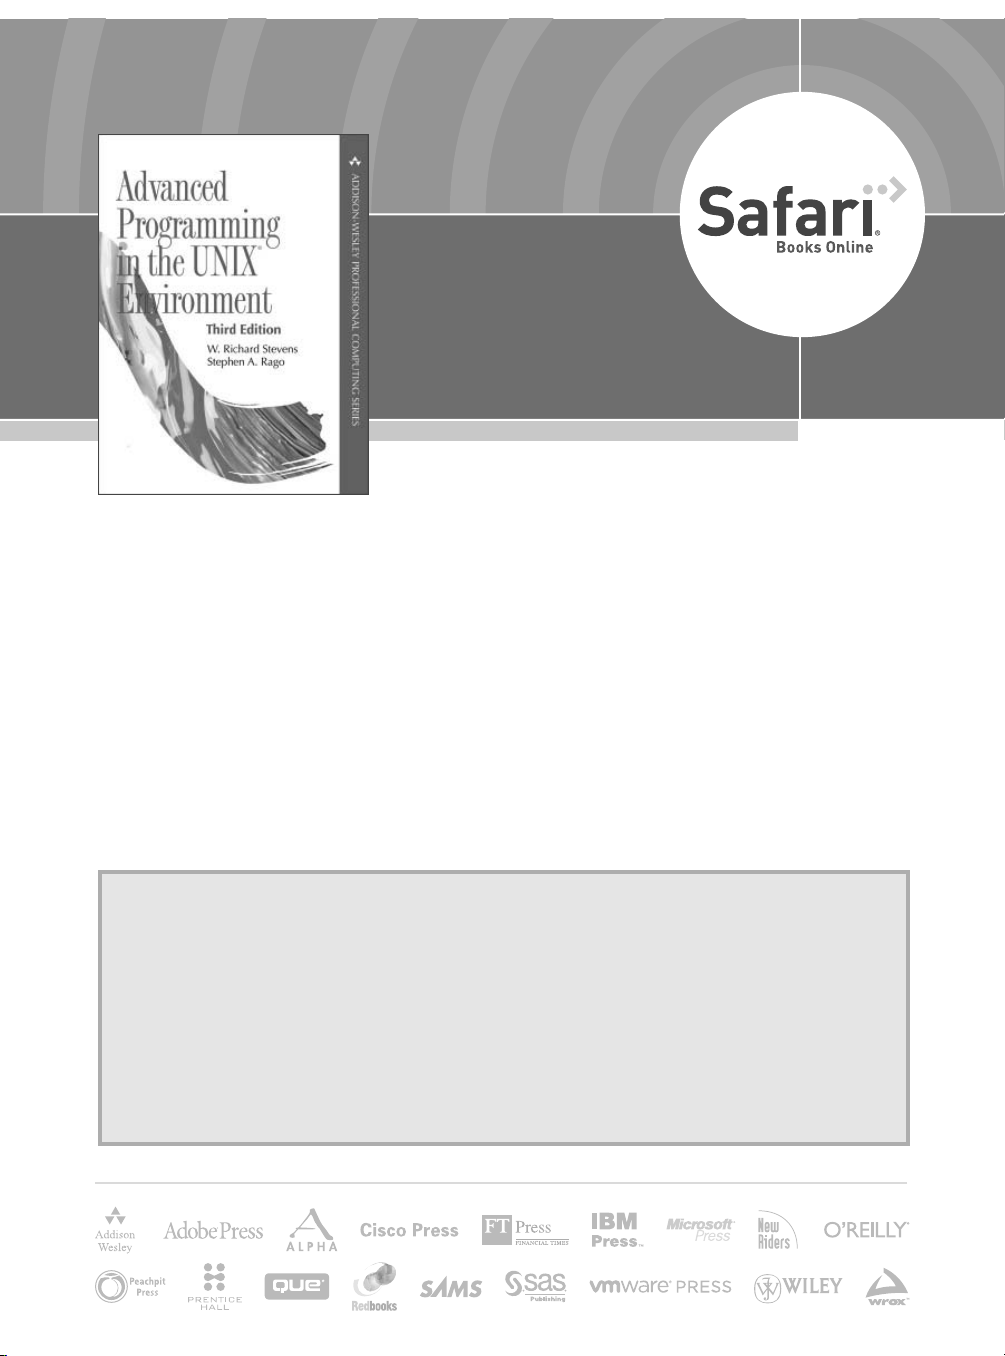 Advanced
Programming
in the UNIX®
Environment
Third Edition
W. Richard Stevens
Stephen A. Rago
ADDISON-WESLEY PROFESSIONAL COMPUTING SERIES
Safari®
Books Online
Addison
Wesley
Adobe Press
ALPHA
Cisco Press
FT Press
FINANCIAL TIMES
IBM
Press™
Microsoft®
Press
New
Riders
O'REILLY®
Peachpit
Press
PRENTICE
HALL
QUE®
Redbooks
SAMS
sas
Publishing
vmware® PRESS
WILEY
wrox™